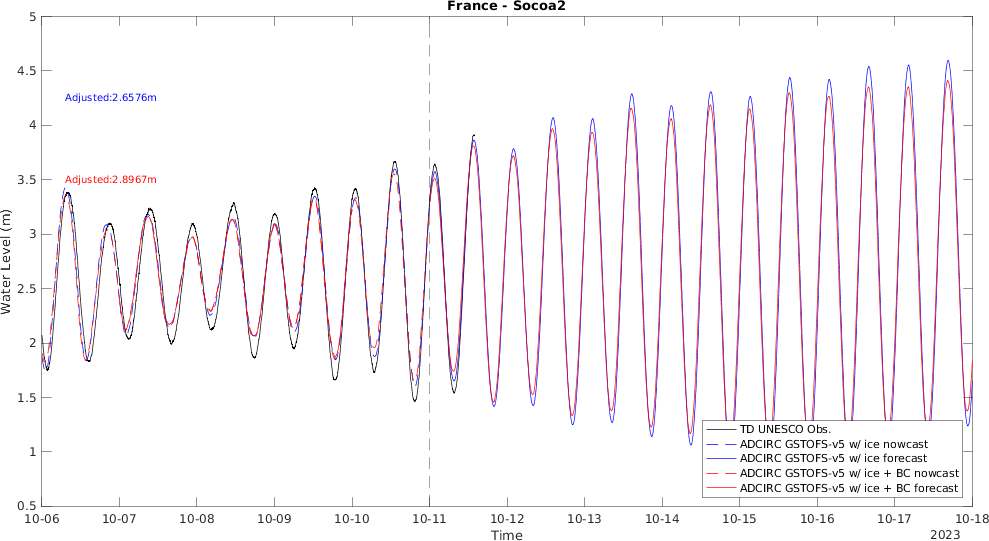 France - Socoa2
5
4.5
4
3.5
3
2.5
2
1.5
1
0.5
Water Level (m)
Adjusted:2.6576m
Adjusted:2.8967m
TD UNESCO Obs.
ADCIRC GSTOFS-v5 w/ ice nowcast
ADCIRC GSTOFS-v5 w/ ice forecast
ADCIRC GSTOFS-v5 w/ ice + BC nowcast
ADCIRC GSTOFS-v5 w/ ice + BC forecast
10-06 10-07 10-08 10-09 10-10 10-11 10-12 10-13 10-14 10-15 10-16 10-17 10-18
Time
2023